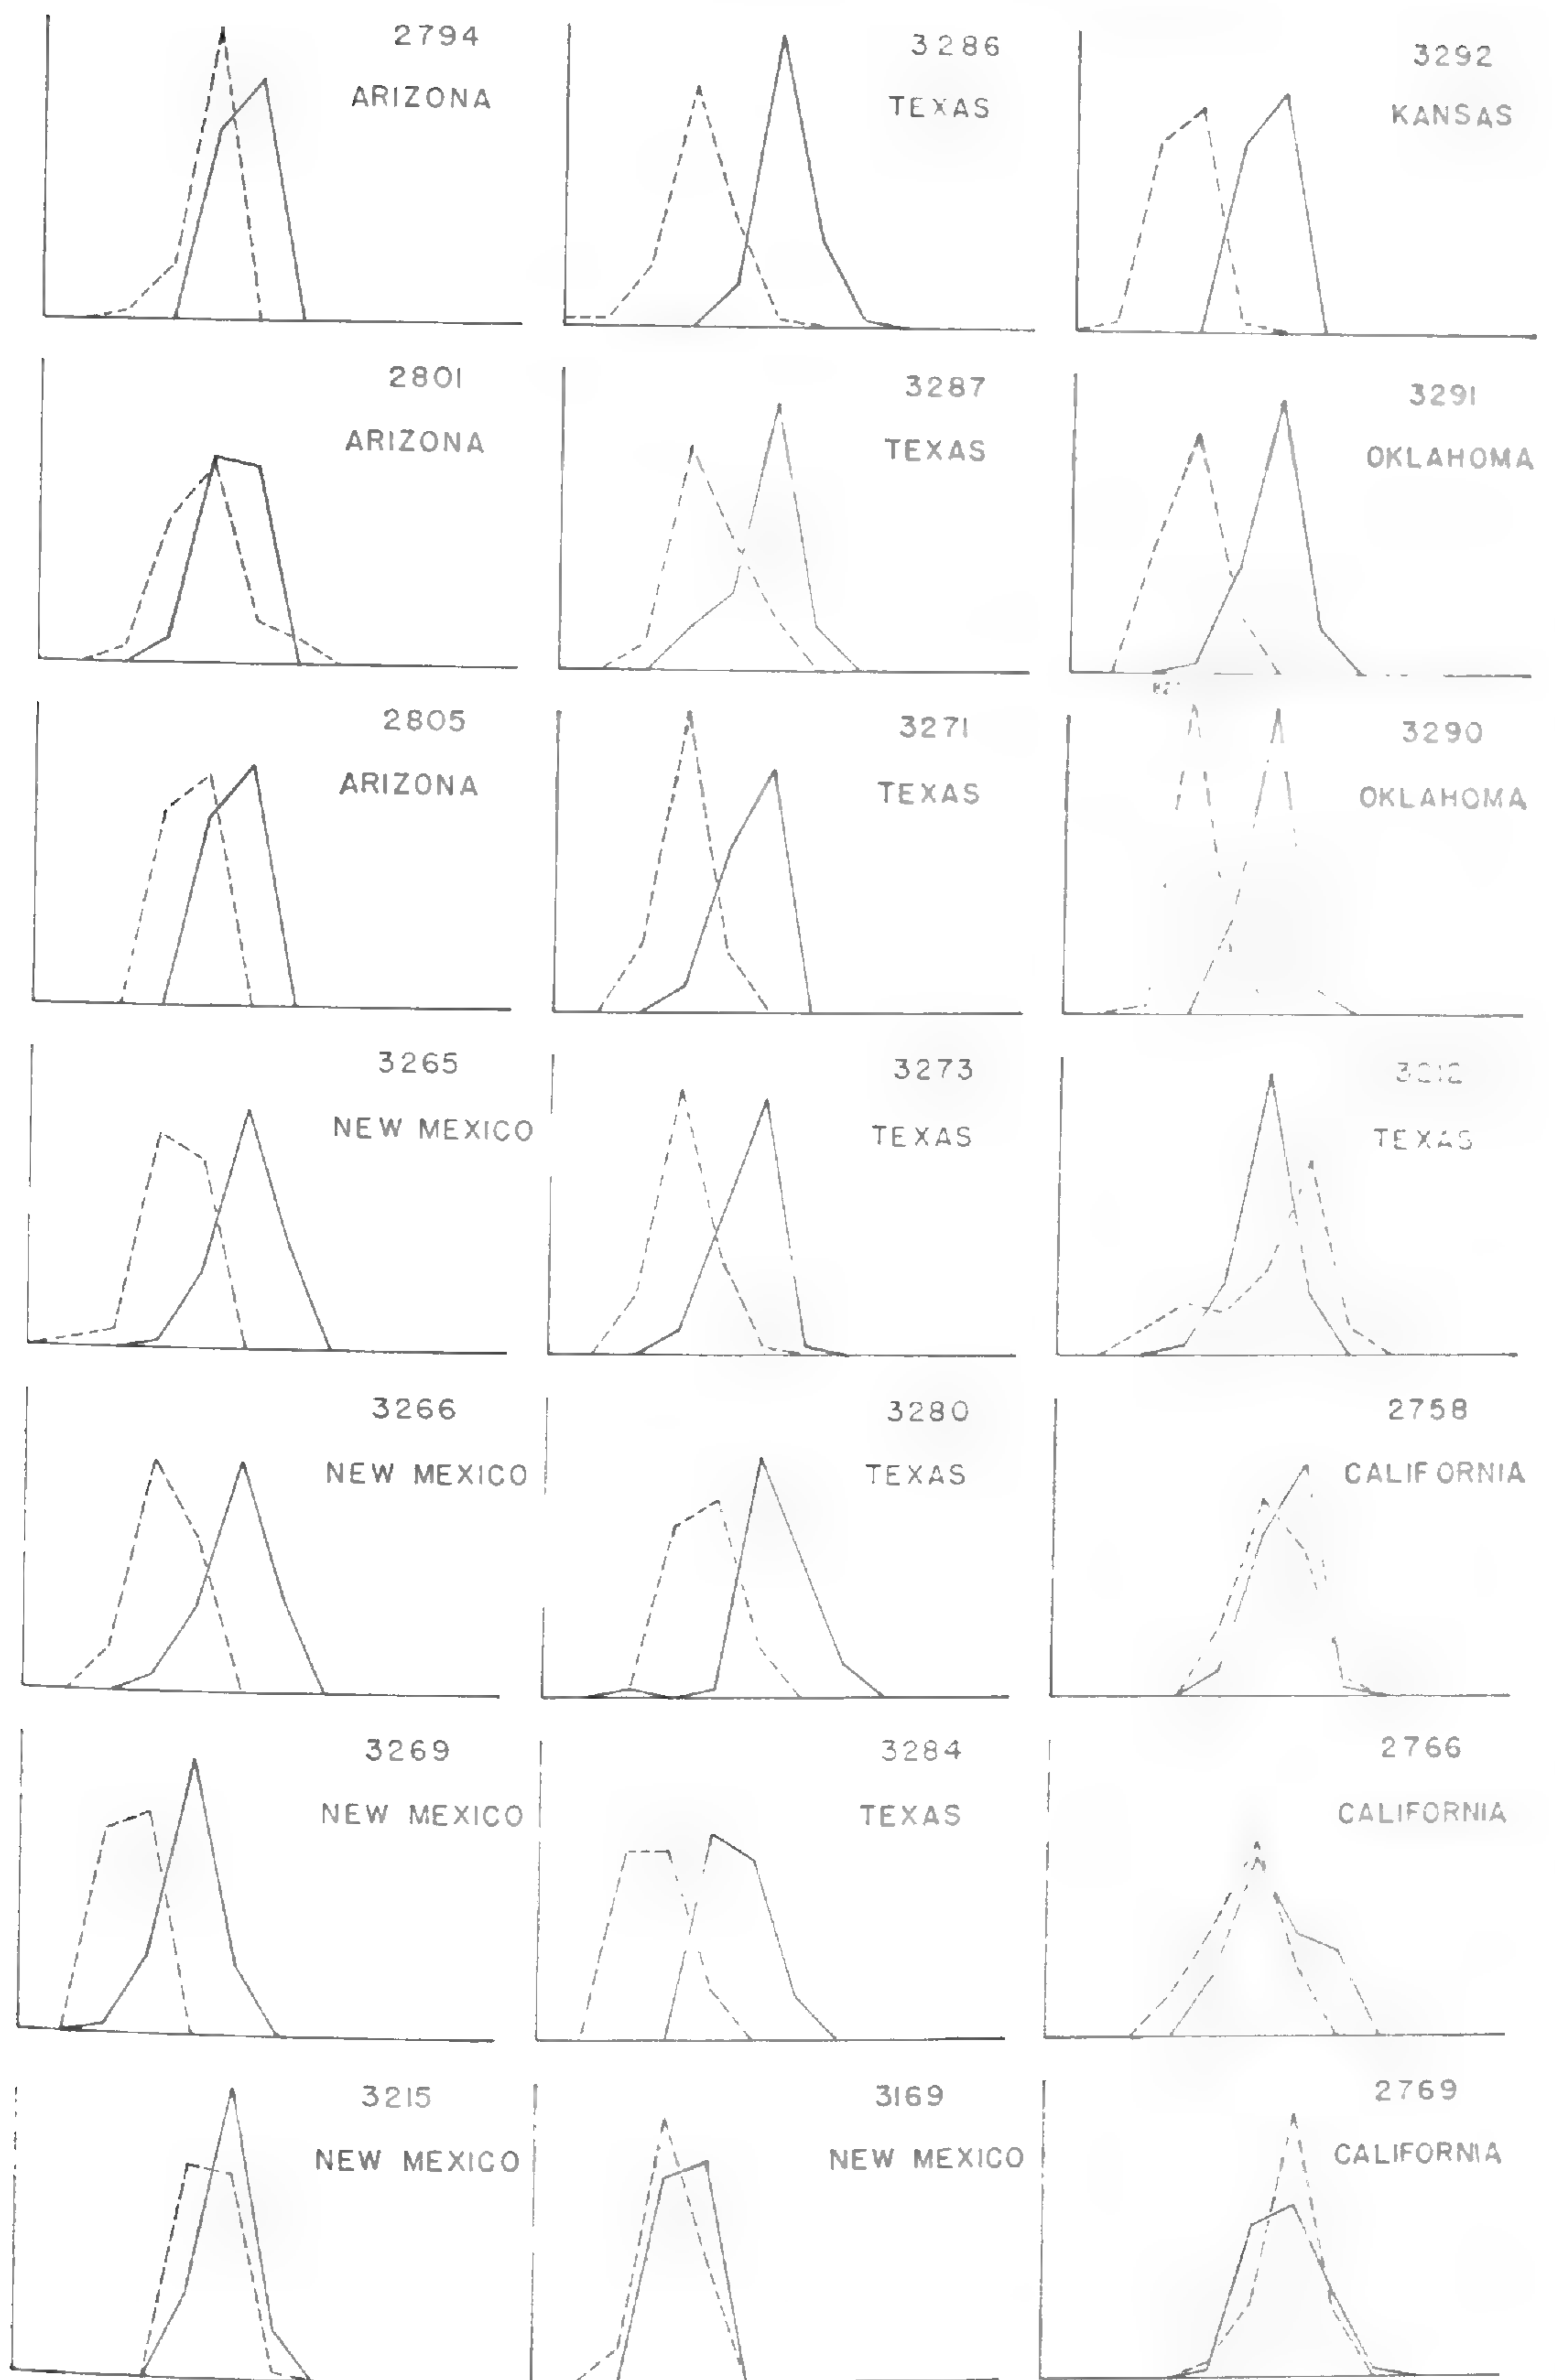 2794
ARIZONA
3286
TEXAS
3292
KANSAS
2801
ARIZONA
3287
TEXAS
3291
OKLAHOMA
2805
ARIZONA
3271
TEXAS
3290
OKLAHOMA
3265
NEW MEXICO
3273
TEXAS
3212
TEXAS
3266
NEW MEXICO
3280
TEXAS
2758
CALIFORNIA
3269
NEW MEXICO
3284
TEXAS
2766
CALIFORNIA
3215
NEW MEXICO
3169
NEW MEXICO
2769
CALIFORNIA